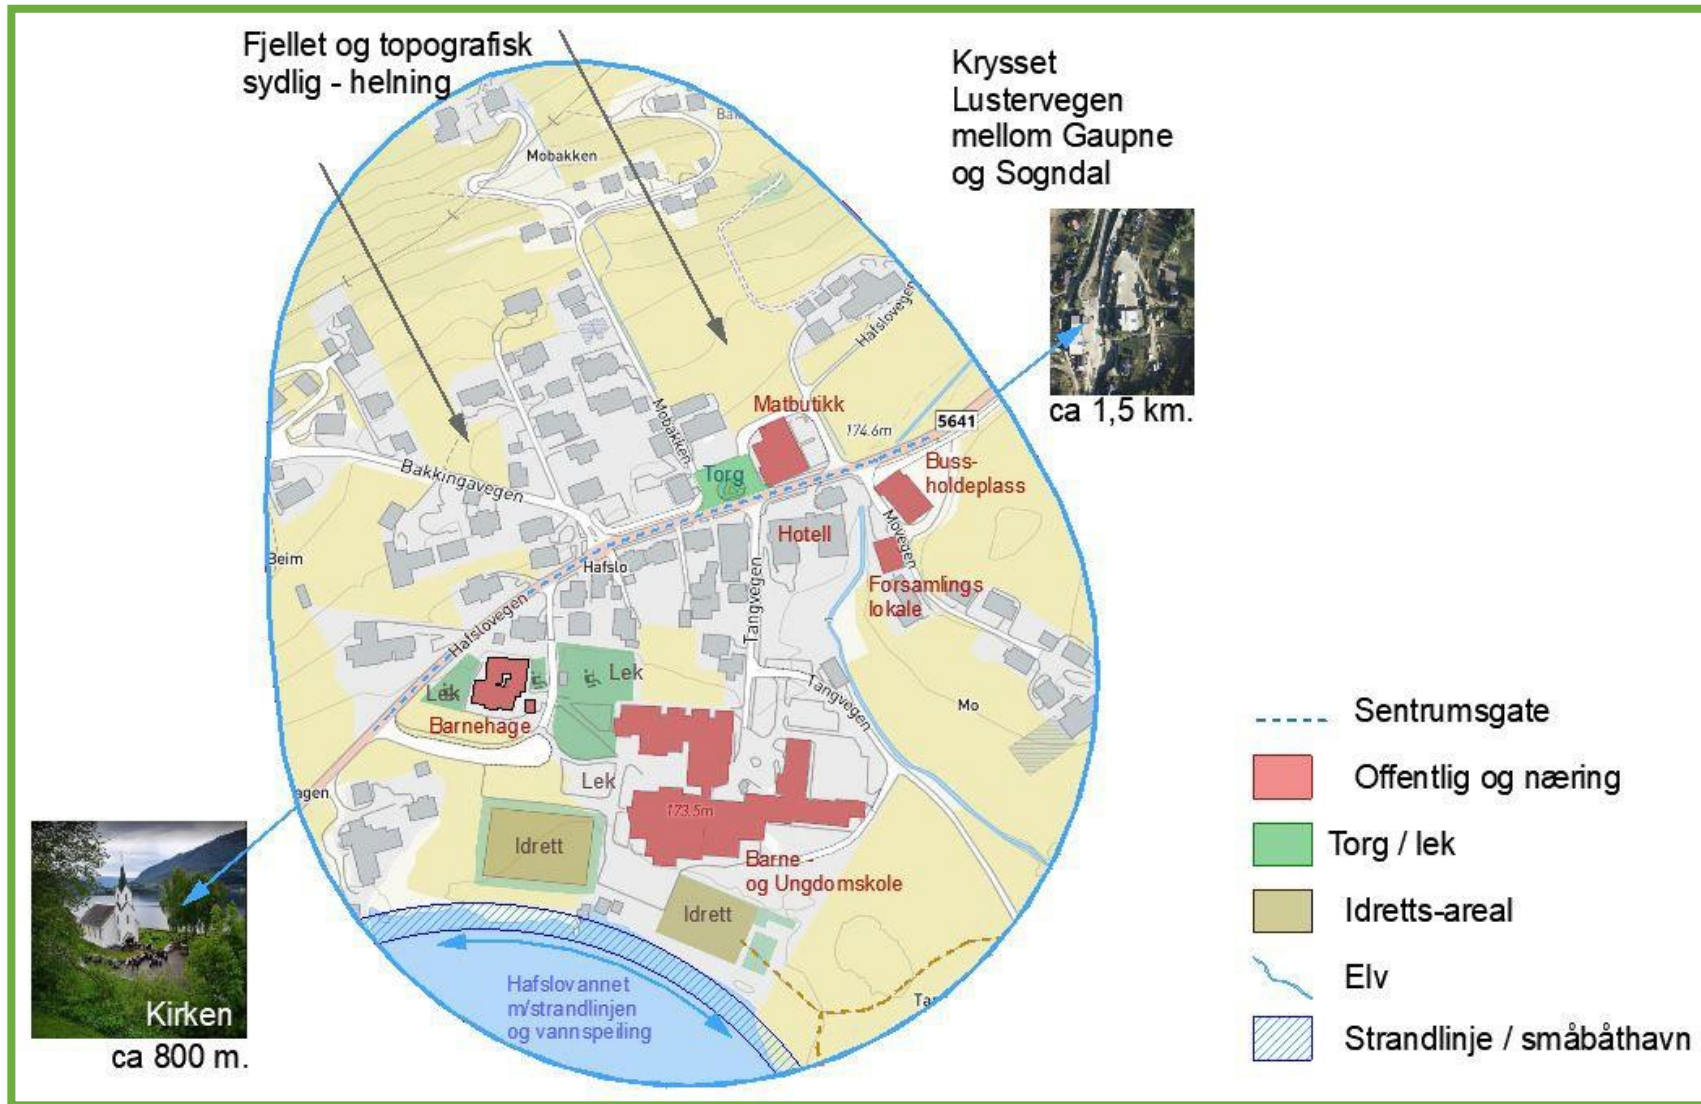 Fjellet og topografisk
sydlig - helning
Krysset
Lustervegen
mellom Gaupne
og Sogndal
ca 1,5 km.
Mobakken
Hafslovegen
Mobakken
Matbutikk
174.6m
5641
Torg
Buss-
holdeplass
Bakkingavegen
Hotell
Movegen
Beim
Hafslo
Forsamlings
lokale
Tangvegen
Hafslovegen
Lek
Lek
Barnehage
Tangvegen
Mo
Lek
agen
173.5m
Idrett
Barne -
og Ungdomskole
Idrett
Hafslovannet
m/strandlinjen
og vannspeiling
Kirken
ca 800 m.
Sentrumsgate
Offentlig og næring
Torg / lek
Idretts-areal
Elv
Strandlinje / småbåthavn